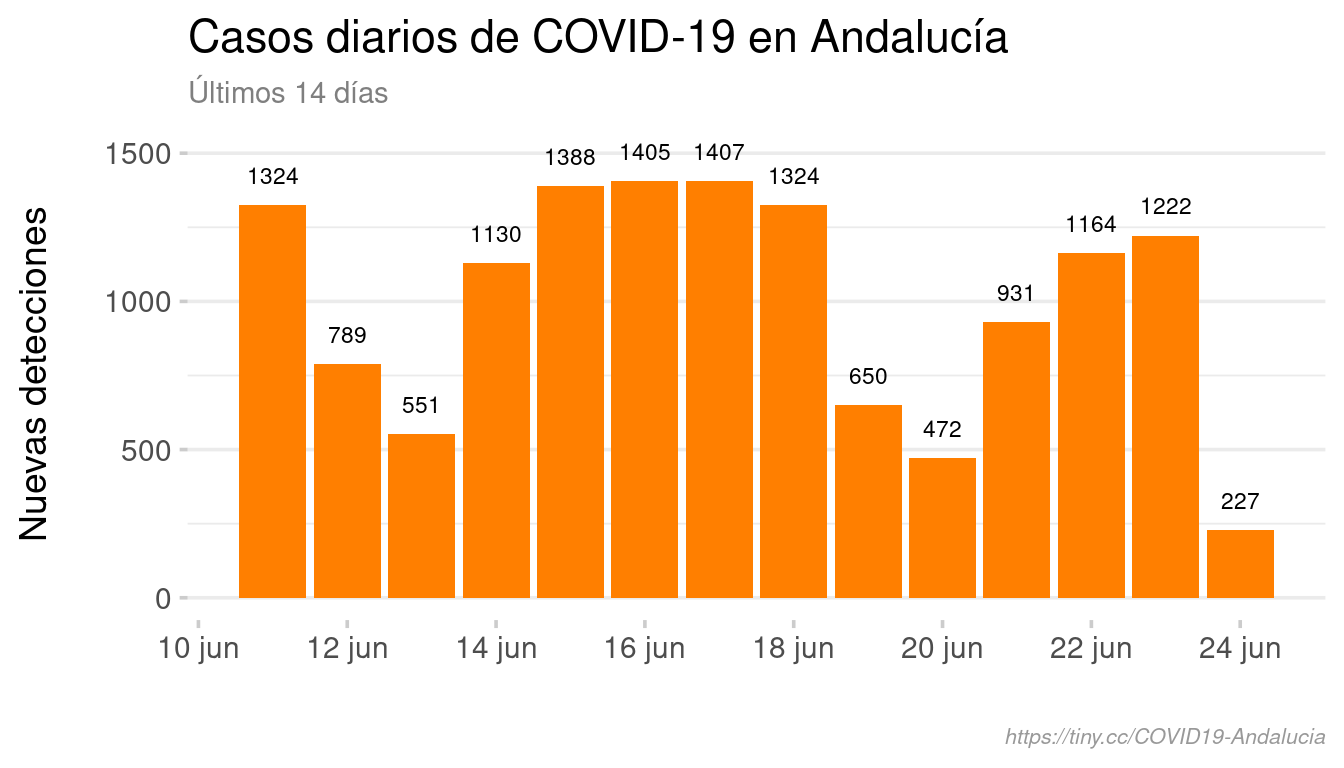 Casos diarios de COVID-19 en Andalucía
Últimos 14 días
Nuevas detecciones
1500
1000
500
0
1324
789
551
1130
1388
1405
1407
1324
650
472
931
1164
1222
227
10 jun
12 jun
14 jun
16 jun
18 jun
20 jun
22 jun
24 jun
https://tiny.cc/COVID19-Andalucia